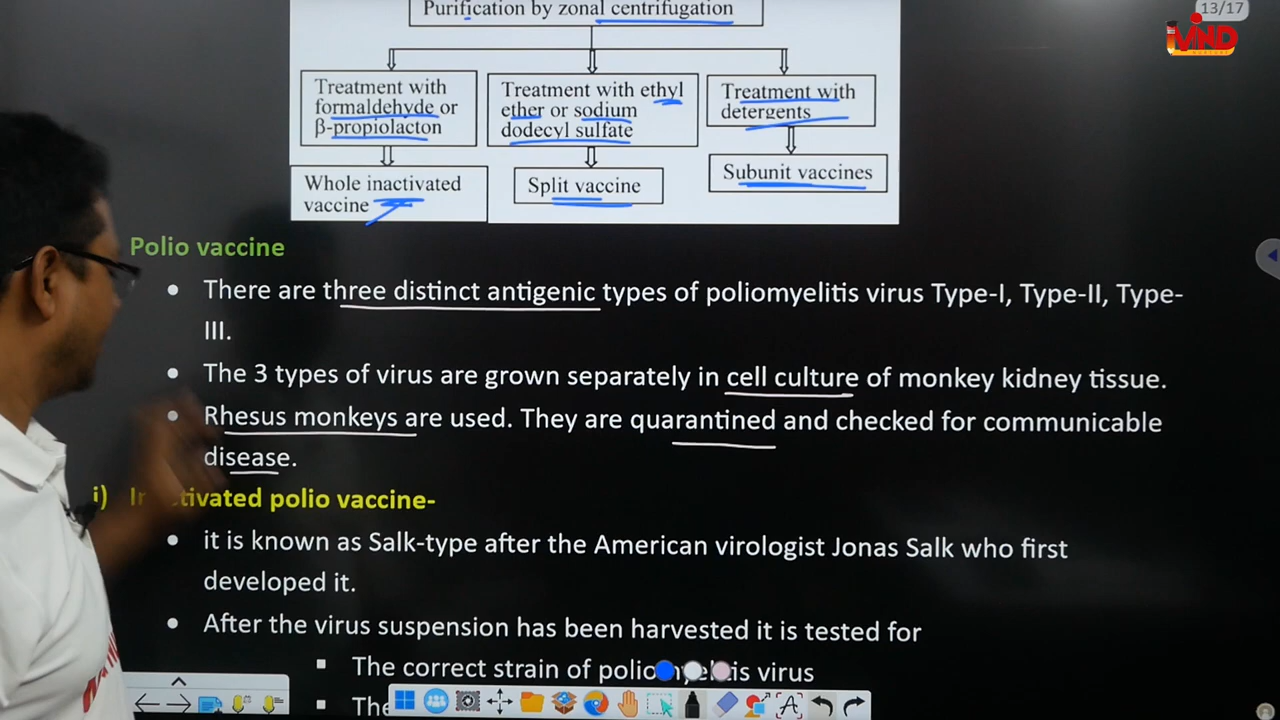 Purification by zonal centrifugation
13/17
MIND
Treatment with
formaldehyde or
β-propiolacton
Treatment with ethyl
ether or sodium
dodecyl sulfate
Treatment with
detergents
Whole inactivated
vaccine
Split vaccine
Subunit vaccines
Polio vaccine
There are three distinct antigenic types of poliomyelitis virus Type-I, Type-II, Type-
III.
The 3 types of virus are grown separately in cell culture of monkey kidney tissue.
Rhesus monkeys are used. They are quarantined and checked for communicable
disease.
i) polio vaccine-
it is known as Salk-type after the American virologist Jonas Salk who first
developed it.
After the virus suspension has been harvested it is tested for
The correct strain of poliomyelitis virus
The